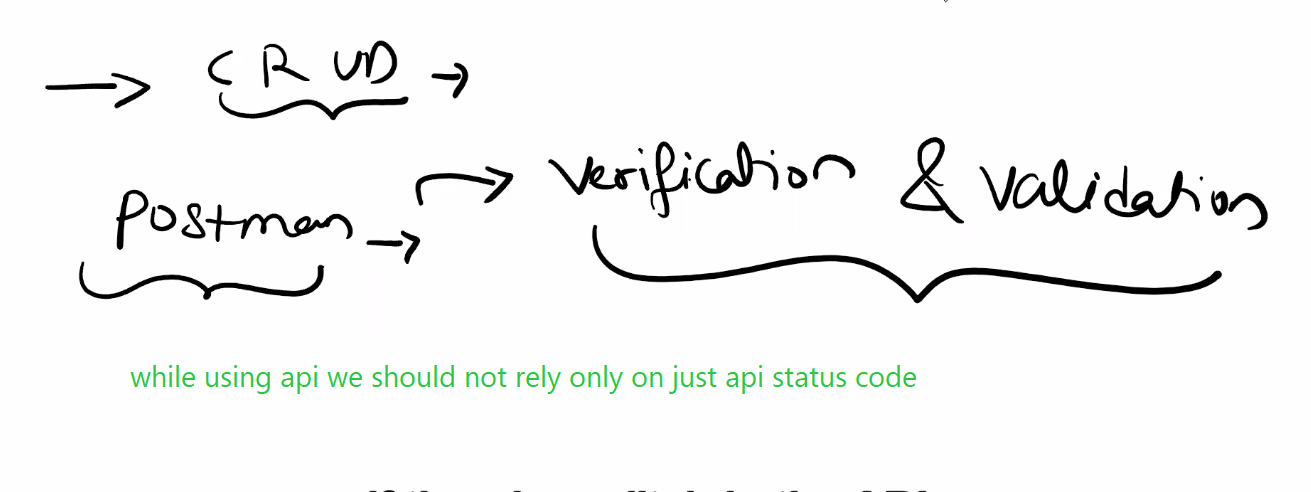 → CRUD →
Postman → → verification & validation
while using api we should not rely only on just api status code